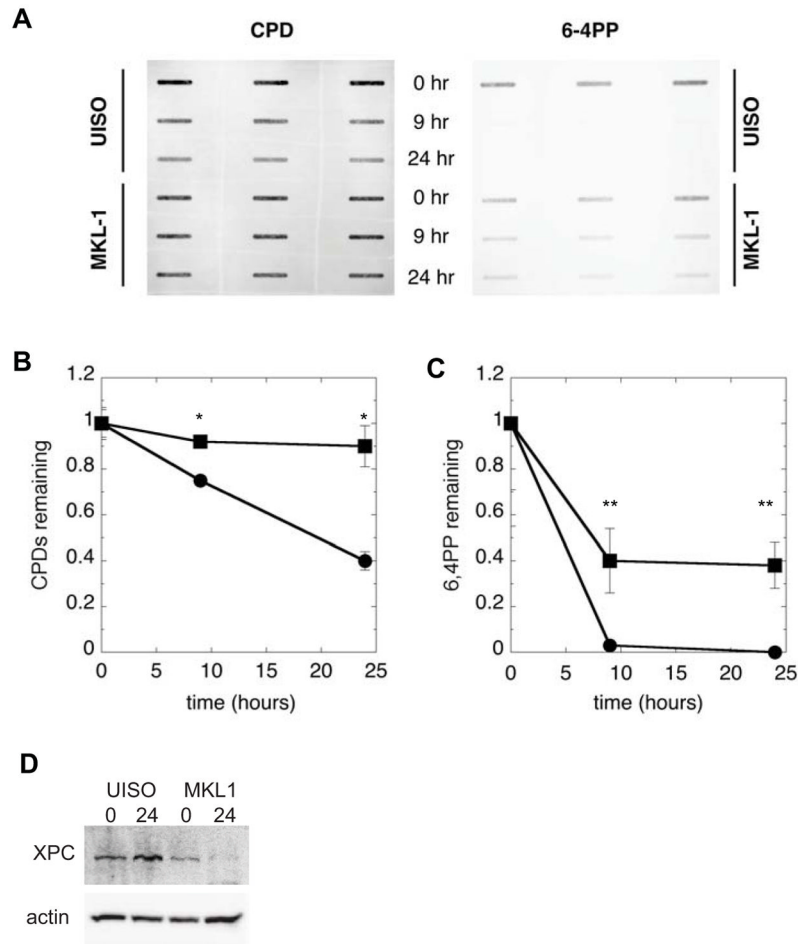 A
CPD
6-4PP
UISO
MKL-1
0 hr
9 hr
24 hr
0 hr
9 hr
24 hr
UISO
MKL-1
B
1.2
1
0.8
0.6
0.4
0.2
0
CPDs remaining
* *
0 5 10 15 20 25
time (hours)
C
1.2
1
0.8
0.6
0.4
0.2
0
6,4PP remaining
** **
0 5 10 15 20 25
time (hours)
D
UISO MKL1
0 24 0 24
XPC
actin